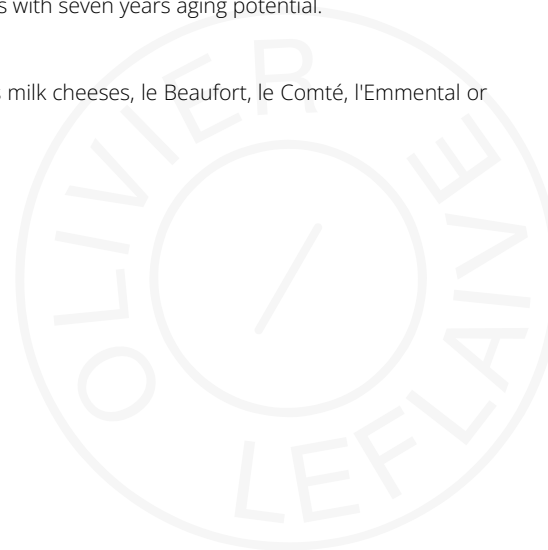 s with seven years aging potential.
s milk cheeses, le Beaufort, le Comté, l'Emmental or
OLIVIER
LEFLAIVE